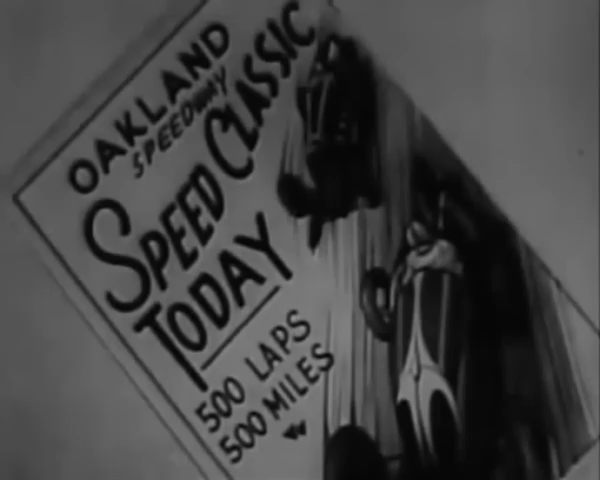 OAKLAND
SPEEDWAY
SPEED CLASSIC
TODAY
500 LAPS
500 MILES